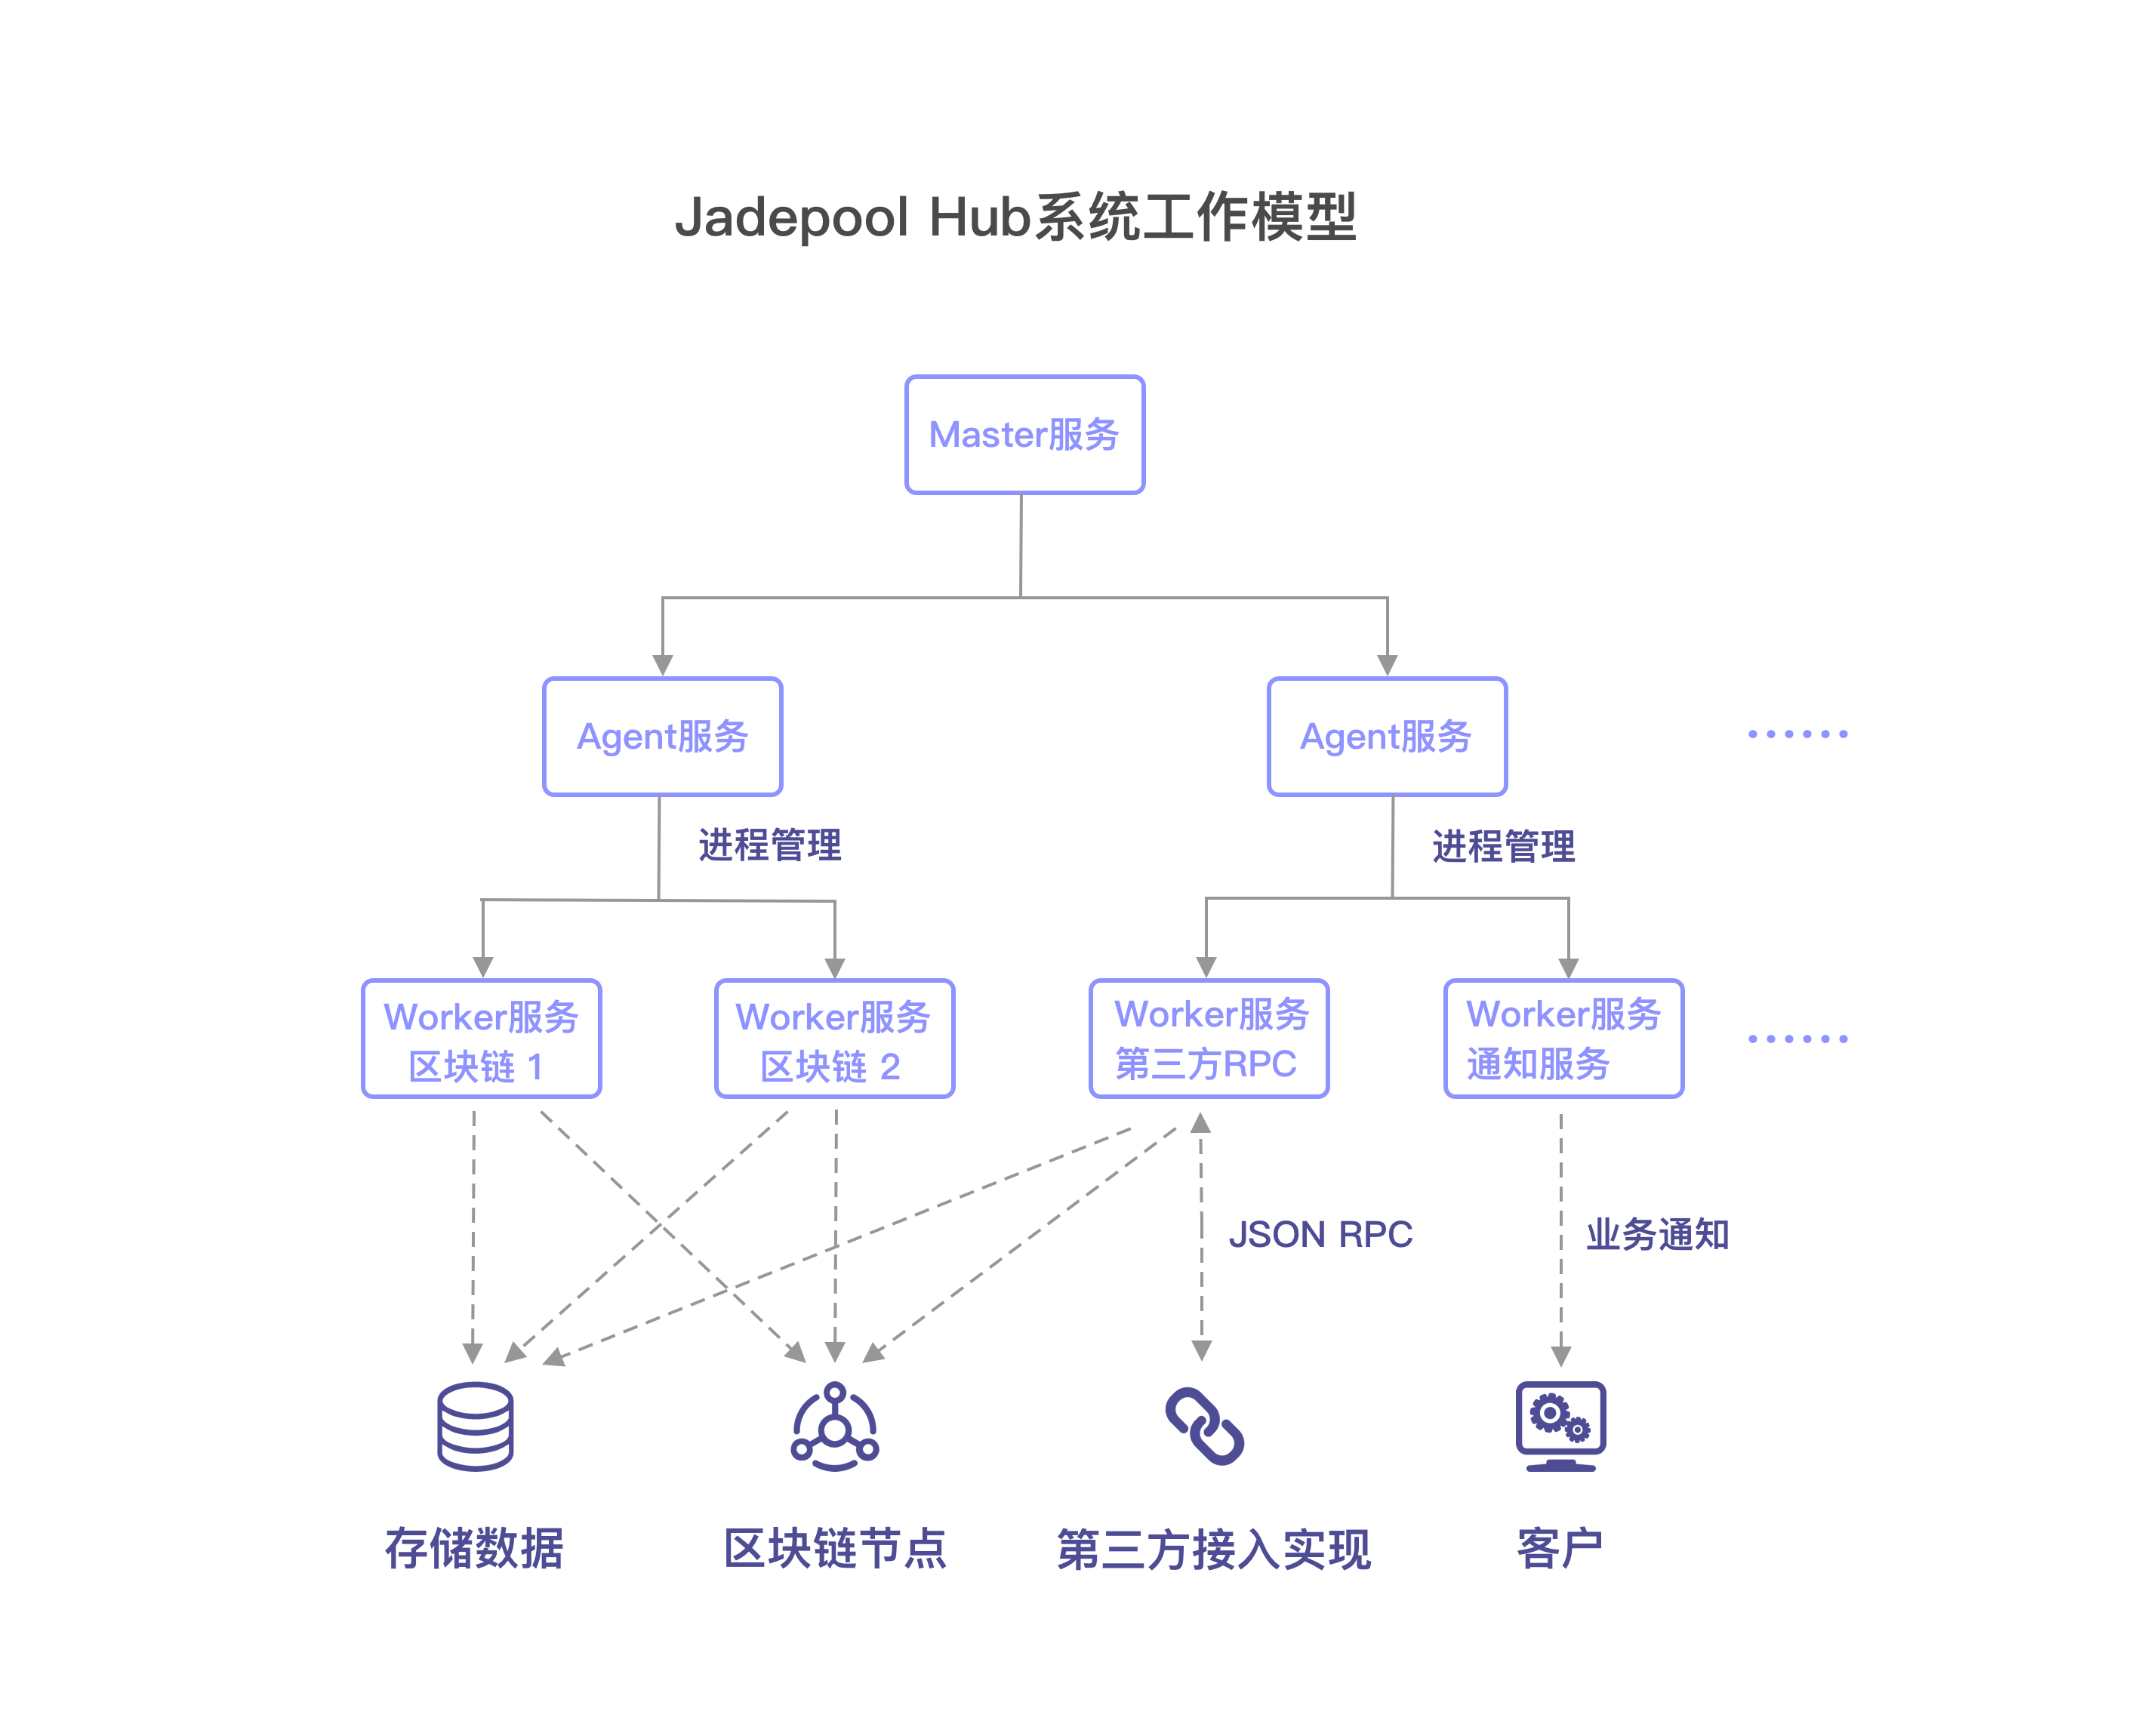 Jadepool Hub系统工作模型
Master服务
Agent服务
Agent服务
······
进程管理
进程管理
Worker服务
区块链 1
Worker服务
区块链 2
Worker服务
第三方RPC
Worker服务
通知服务
······
JSON RPC
业务通知
存储数据
区块链节点
第三方接入实现
客户